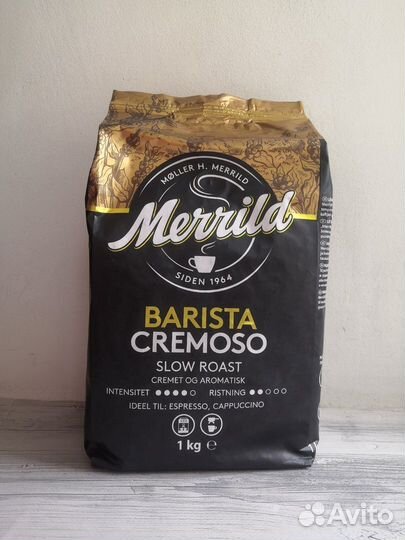 MØLLER H. MERRILD
Merrild
SIDEN 1964
BARISTA
CREMOSO
SLOW ROAST
CREMET OG AROMATISK
INTENSITET RISTNING
IDEEL TIL: ESPRESSO, CAPPUCCINO
1 kg e
Avito